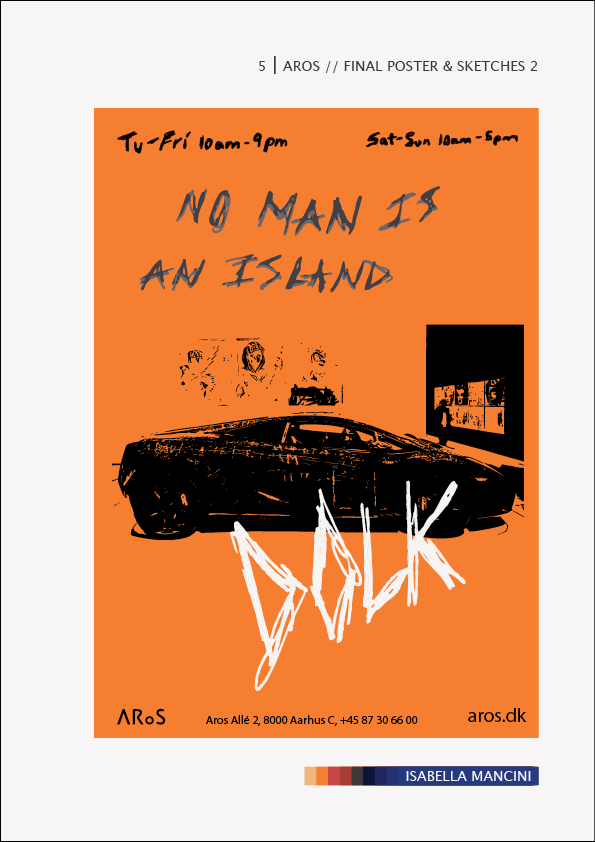 5 | AROS // FINAL POSTER & SKETCHES 2
Tu-Fri 10am-9pm
Sat-Sun 10am-5pm
NO MAN IS
AN ISLAND
DOLK
ARoS
Aros Allé 2, 8000 Aarhus C, +45 87 30 66 00
aros.dk
ISABELLA MANCINI